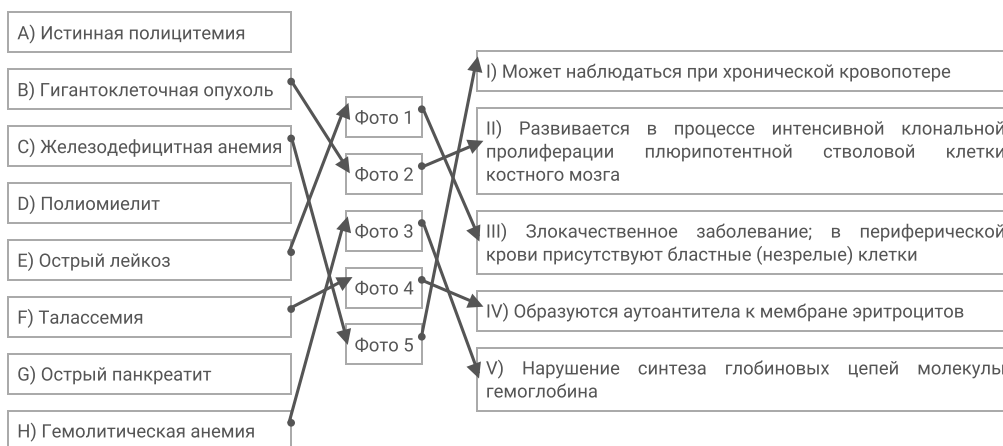 A) Истинная полицитемия
B) Гигантоклеточная опухоль
C) Железодефицитная анемия
D) Полиомиелит
E) Острый лейкоз
F) Талассемия
G) Острый панкреатит
H) Гемолитическая анемия
Фото 1
Фото 2
Фото 3
Фото 4
Фото 5
I) Может наблюдаться при хронической кровопотере
II) Развивается в процессе интенсивной клональной
пролиферации плюрипотентной стволовой клетки
костного мозга
III) Злокачественное заболевание; в периферической
крови присутствуют бластные (незрелые) клетки
IV) Образуются аутоантитела к мембране эритроцитов
V) Нарушение синтеза глобиновых цепей молекулы
гемоглобина